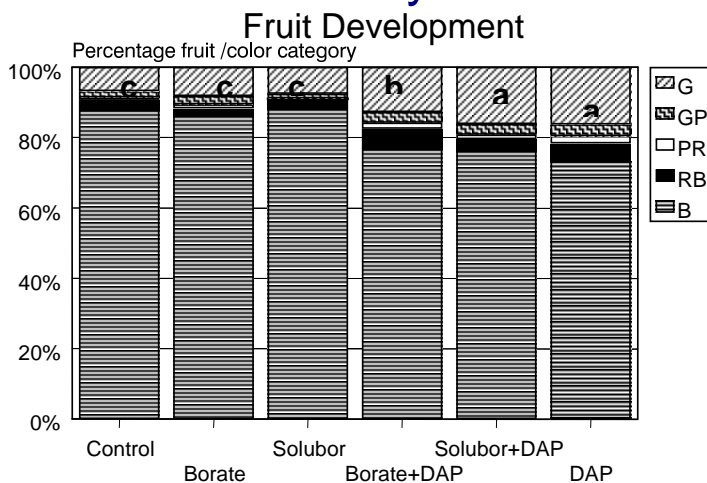 Fruit Development
Percentage fruit /color category
100%
80%
60%
40%
20%
0%
c c c b a a
G
GP
PR
RB
B
Control Solubor Solubor+DAP
Borate Borate+DAP DAP